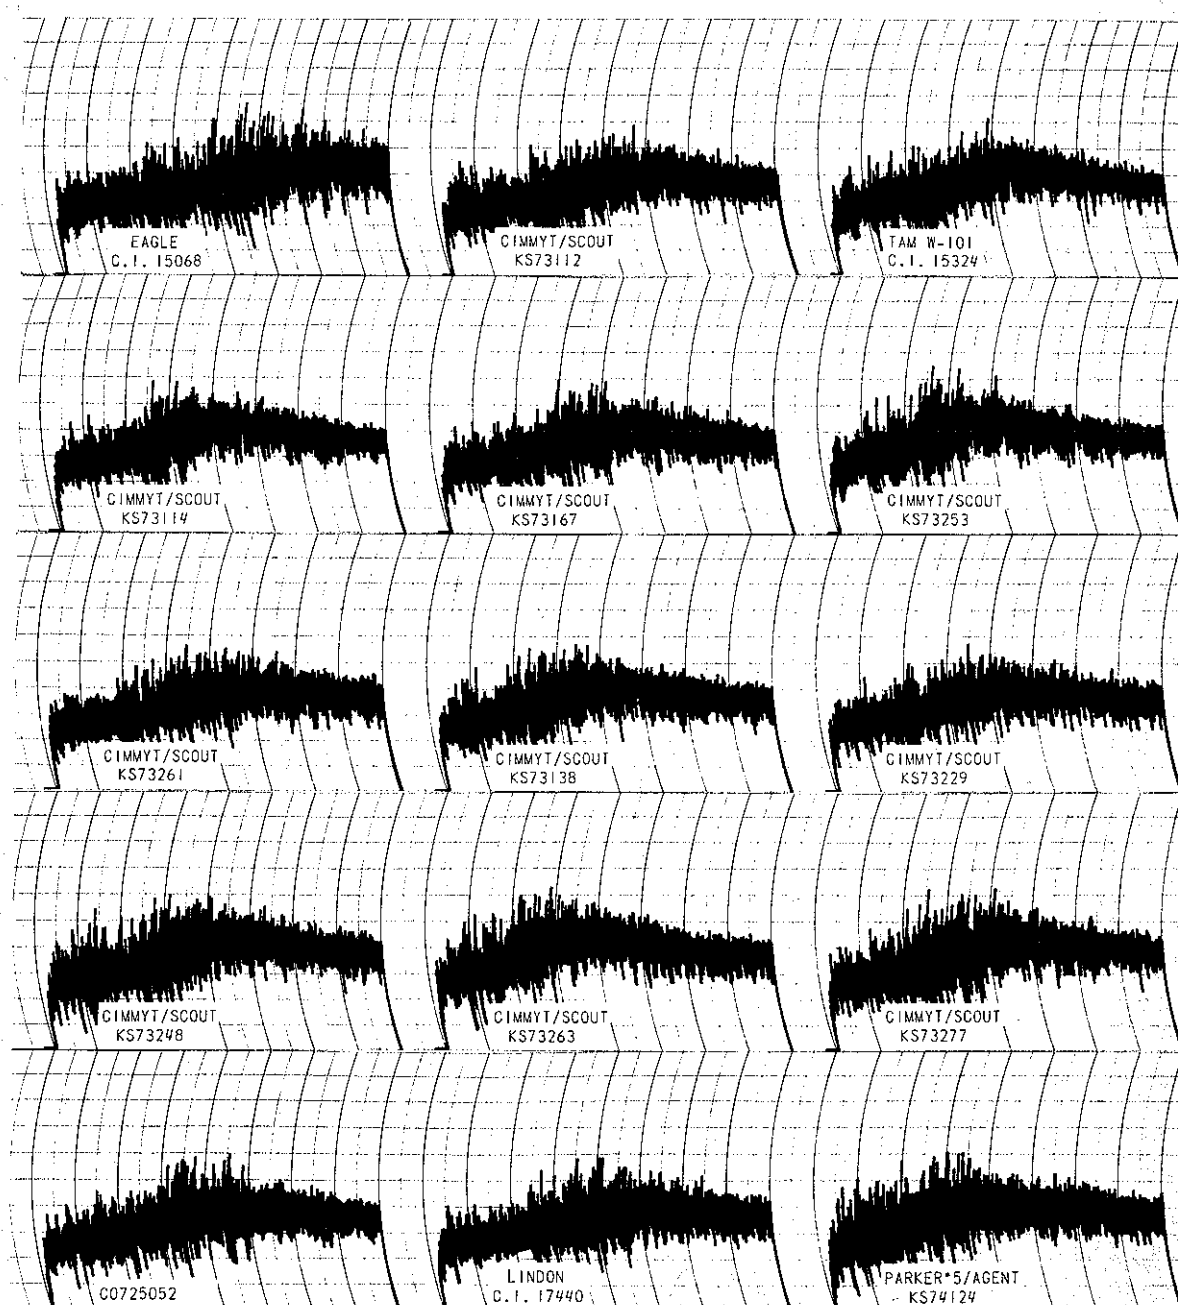 EAGLE
C.I. 15068
CIMMYT/SCOUT
KS73112
TAM W-101
C.I. 15324
CIMMYT/SCOUT
KS73114
CIMMYT/SCOUT
KS73167
CIMMYT/SCOUT
KS73253
CIMMYT/SCOUT
KS73261
CIMMYT/SCOUT
KS73138
CIMMYT/SCOUT
KS73229
CIMMYT/SCOUT
KS73248
CIMMYT/SCOUT
KS73263
CIMMYT/SCOUT
KS73277
CO725052
LINDON
C.I. 17440
PARKER*5/AGENT
KS74124